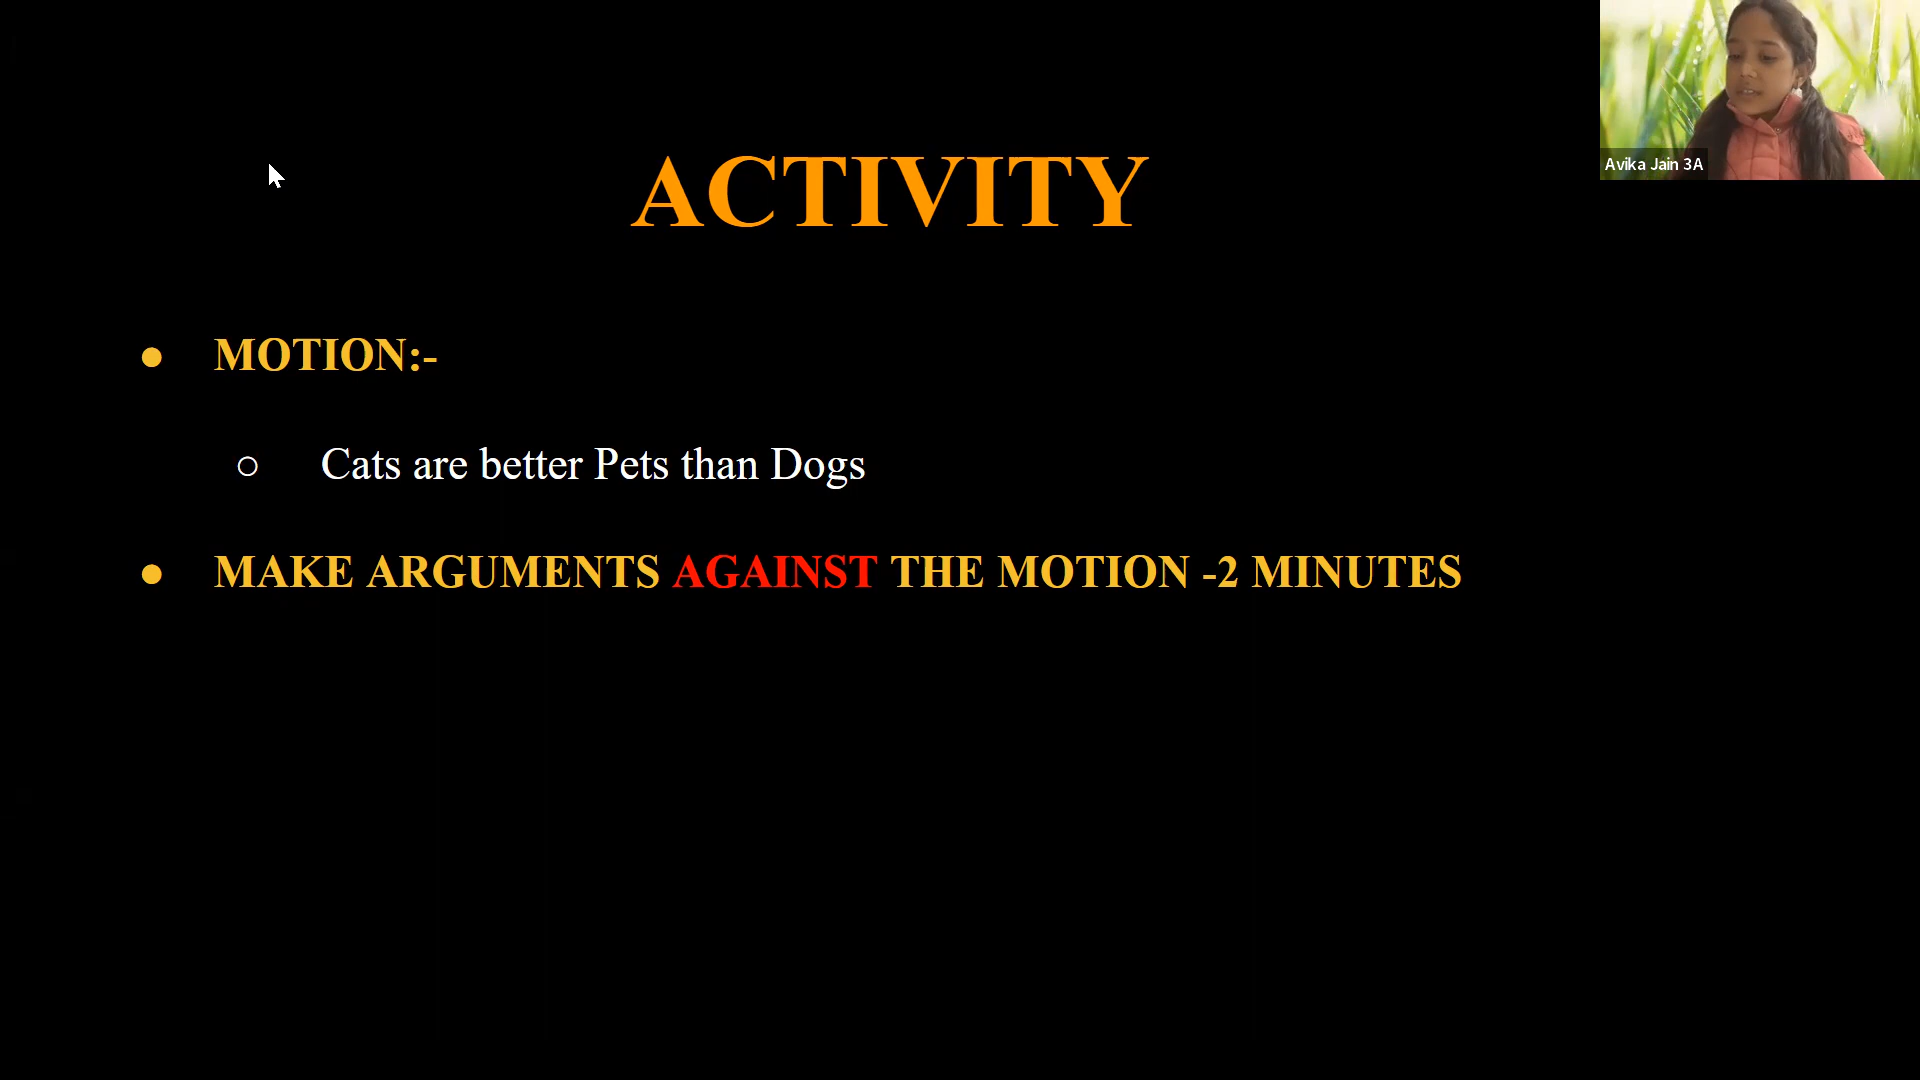 ACTIVITY
Avika Jain 3A
MOTION:-
Cats are better Pets than Dogs
MAKE ARGUMENTS AGAINST THE MOTION -2 MINUTES